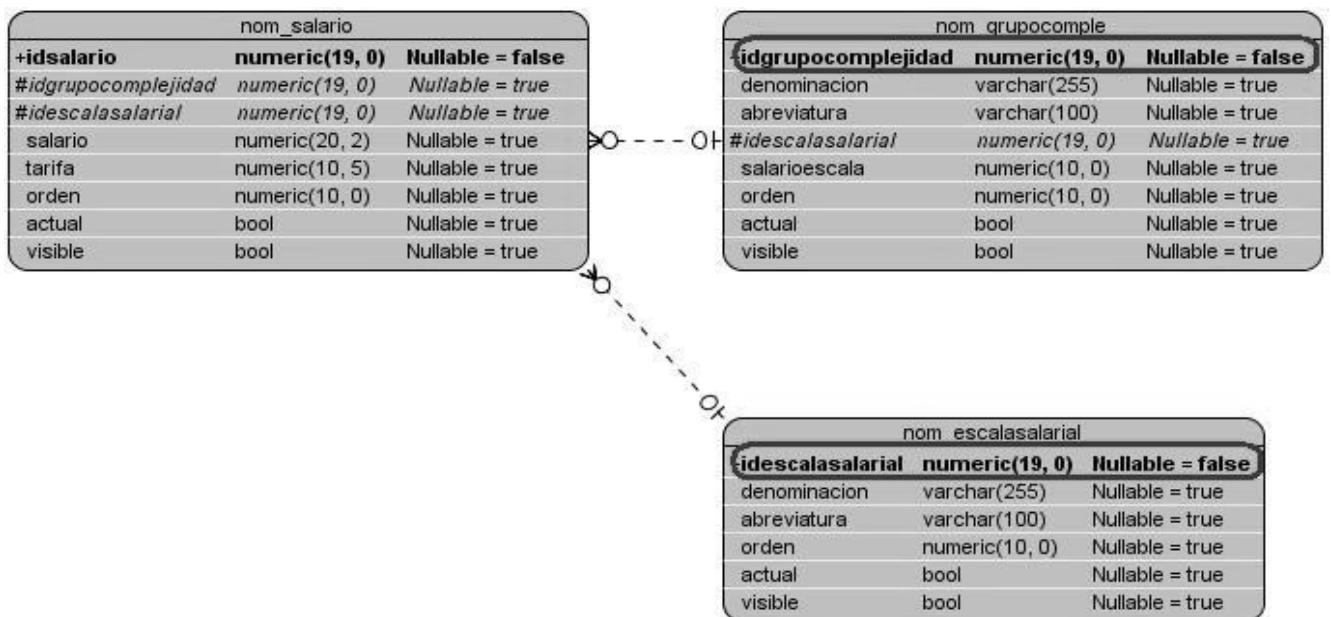 nom_salario
+idsalario numeric(19, 0) Nullable = false
#idgrupocomplejidad numeric(19, 0) Nullable = true
#idescalasalarial numeric(19, 0) Nullable = true
salario numeric(20, 2) Nullable = true
tarifa numeric(10, 5) Nullable = true
orden numeric(10, 0) Nullable = true
actual bool Nullable = true
visible bool Nullable = true
nom_grupocomple
idgrupocomplejidad numeric(19, 0) Nullable = false
denominacion varchar(255) Nullable = true
abreviatura varchar(100) Nullable = true
#idescalasalarial numeric(19, 0) Nullable = true
salarioescala numeric(10, 0) Nullable = true
orden numeric(10, 0) Nullable = true
actual bool Nullable = true
visible bool Nullable = true
nom_escalasalarial
idescalasalarial numeric(19, 0) Nullable = false
denominacion varchar(255) Nullable = true
abreviatura varchar(100) Nullable = true
orden numeric(10, 0) Nullable = true
actual bool Nullable = true
visible bool Nullable = true